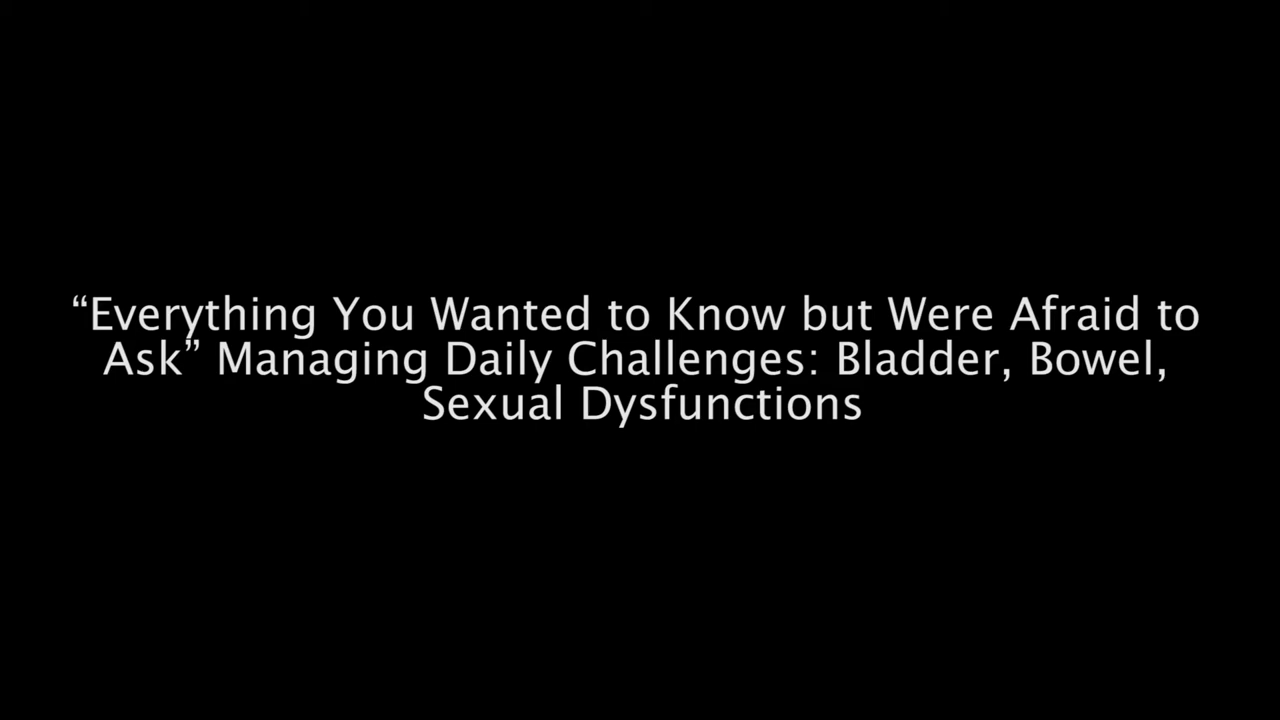 “Everything You Wanted to Know but Were Afraid to
Ask” Managing Daily Challenges: Bladder, Bowel,
Sexual Dysfunctions